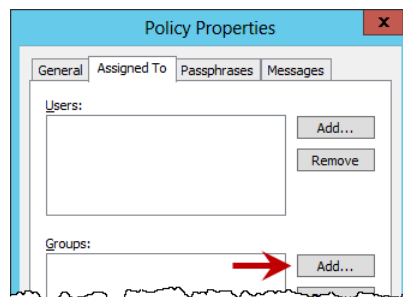 Policy Properties
x
General Assigned To Passphrases Messages
Users:
Add...
Remove
Groups:
Add...